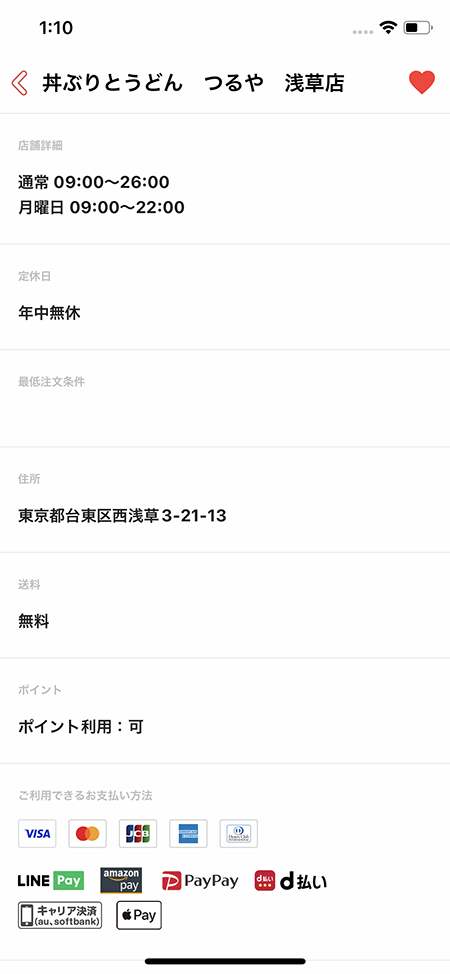 1:10
丼ぶりとうどん　つるや　浅草店
店舗詳細
通常 09:00〜26:00
月曜日 09:00〜22:00
定休日
年中無休
最低注文条件
住所
東京都台東区西浅草3-21-13
送料
無料
ポイント
ポイント利用：可
ご利用できるお支払い方法
VISA JCB AMERICAN EXPRESS Diners Club INTERNATIONAL
LINE Pay amazon pay PayPay d払い d払い
キャリア決済 Pay
(au、softbank)